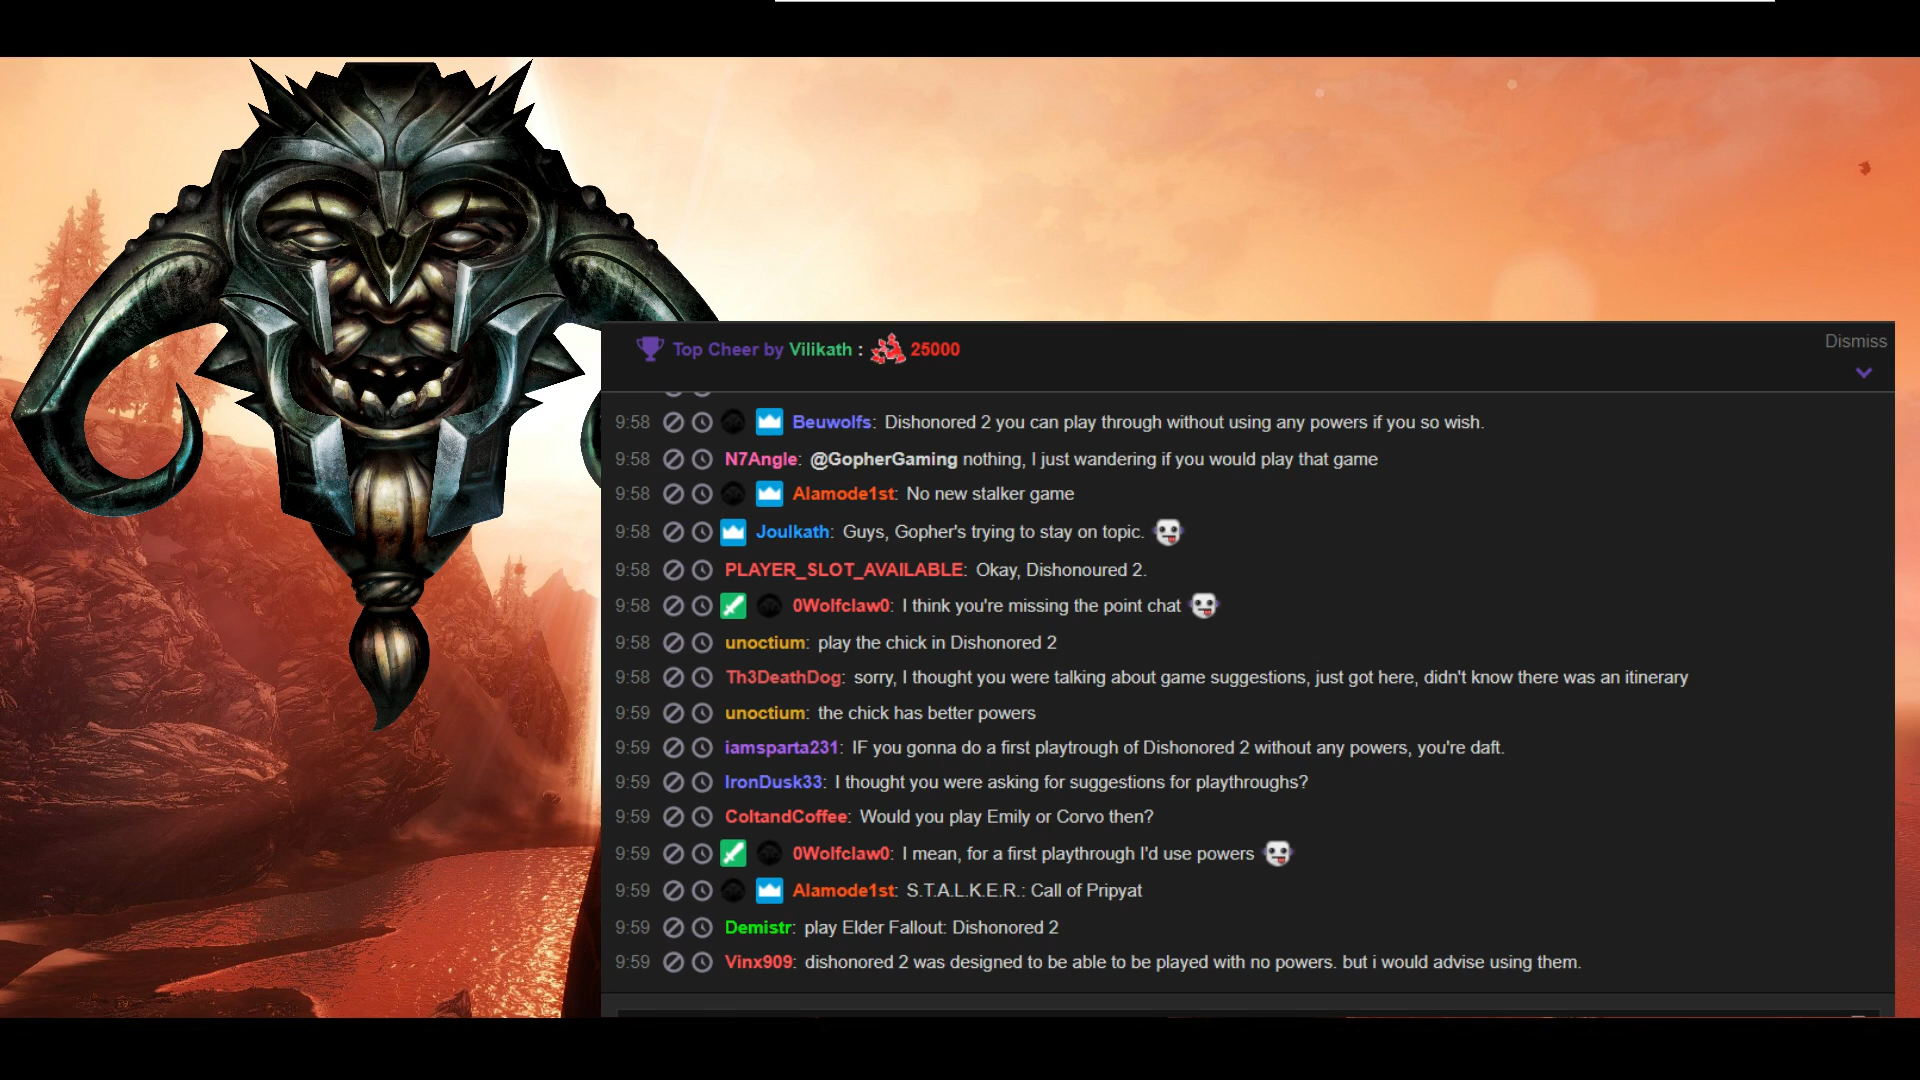 Top Cheer by Vilikath : 25000
Dismiss
9:58 Beuwolfs: Dishonored 2 you can play through without using any powers if you so wish.
9:58 N7Angle: @GopherGaming nothing, I just wandering if you would play that game
9:58 Alamode1st: No new stalker game
9:58 Joulkath: Guys, Gopher's trying to stay on topic.
9:58 PLAYER_SLOT_AVAILABLE: Okay, Dishonoured 2.
9:58 0Wolfclaw0: I think you're missing the point chat
9:58 unoctium: play the chick in Dishonored 2
9:58 Th3DeathDog: sorry, I thought you were talking about game suggestions, just got here, didn't know there was an itinerary
9:59 unoctium: the chick has better powers
9:59 iamsparta231: IF you gonna do a first playtrough of Dishonored 2 without any powers, you're daft.
9:59 IronDusk33: I thought you were asking for suggestions for playthroughs?
9:59 ColtandCoffee: Would you play Emily or Corvo then?
9:59 0Wolfclaw0: I mean, for a first playthrough I'd use powers
9:59 Alamode1st: S.T.A.L.K.E.R.: Call of Pripyat
9:59 Demistr: play Elder Fallout: Dishonored 2
9:59 Vinx909: dishonored 2 was designed to be able to be played with no powers. but i would advise using them.